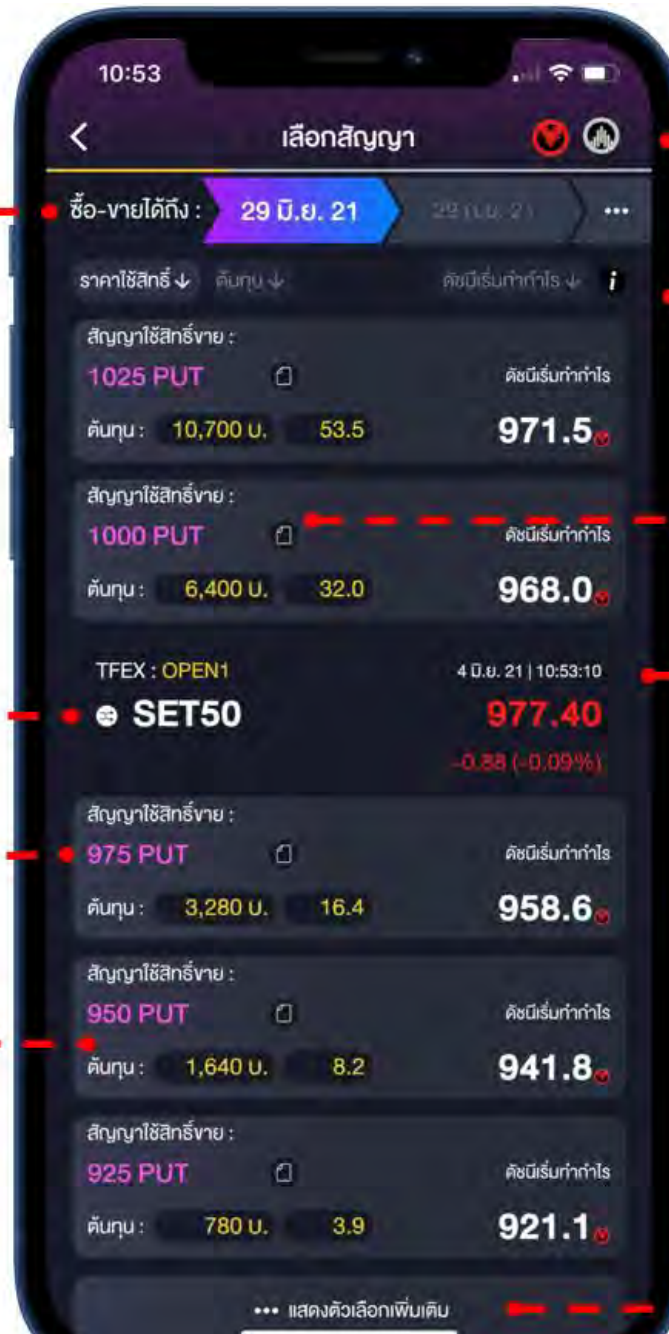 10:53
เลือกสัญญา
ซื้อ-ขายได้ถึง : 29 มิ.ย. 21 ...
ราคาใช้สิทธิ์ ↓ ต้นทุน ↓ ดัชนีเริ่มทำกำไร ↓ i
สัญญาใช้สิทธิ์ขาย :
1025 PUT ดัชนีเริ่มทำกำไร
ต้นทุน : 10,700 บ. 53.5 971.5
สัญญาใช้สิทธิ์ขาย :
1000 PUT ดัชนีเริ่มทำกำไร
ต้นทุน : 6,400 บ. 32.0 968.0
TFEX : OPEN1 4 มิ.ย. 21 | 10:53:10
SET50 977.40
-0.88 (-0.09%)
สัญญาใช้สิทธิ์ขาย :
975 PUT ดัชนีเริ่มทำกำไร
ต้นทุน : 3,280 บ. 16.4 958.6
สัญญาใช้สิทธิ์ขาย :
950 PUT ดัชนีเริ่มทำกำไร
ต้นทุน : 1,640 บ. 8.2 941.8
สัญญาใช้สิทธิ์ขาย :
925 PUT ดัชนีเริ่มทำกำไร
ต้นทุน : 780 บ. 3.9 921.1
... แสดงตัวเลือกเพิ่มเติม